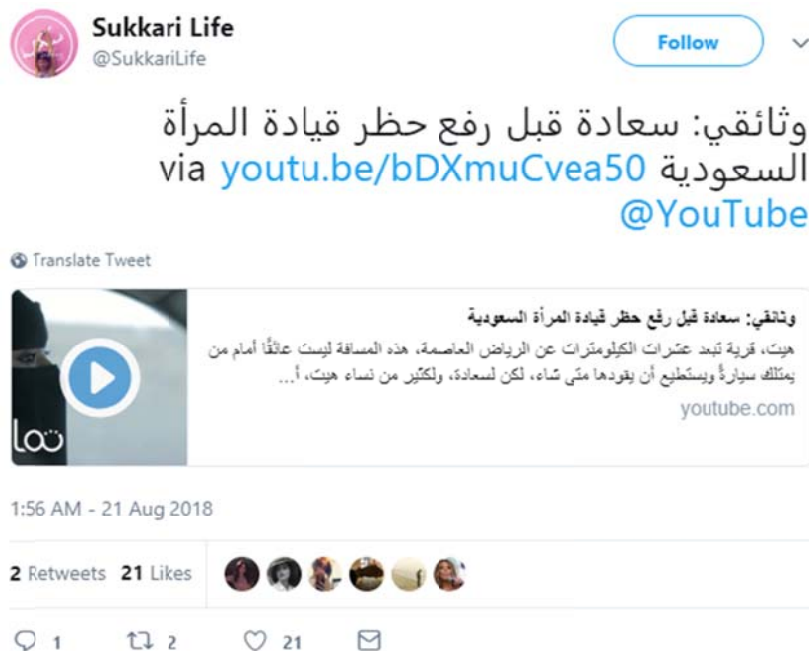 Sukkari Life
@SukkariLife
Follow
وثائقي: سعادة قبل رفع حظر قيادة المرأة
السعودية youtu.be/bDXmuCvea50 via
@YouTube
Translate Tweet
وثائقي: سعادة قبل رفع حظر قيادة المرأة السعودية
هيت، قرية تبعد عشرات الكيلومترات عن الرياض العاصمة، هذه المسافة ليست عائقًا أمام من
يمتلك سيارةً ويستطيع أن يقودها متى شاء، لكن لسعادة، ولكثير من نساء هيت، أ...
youtube.com
1:56 AM - 21 Aug 2018
2 Retweets 21 Likes
1 2 21